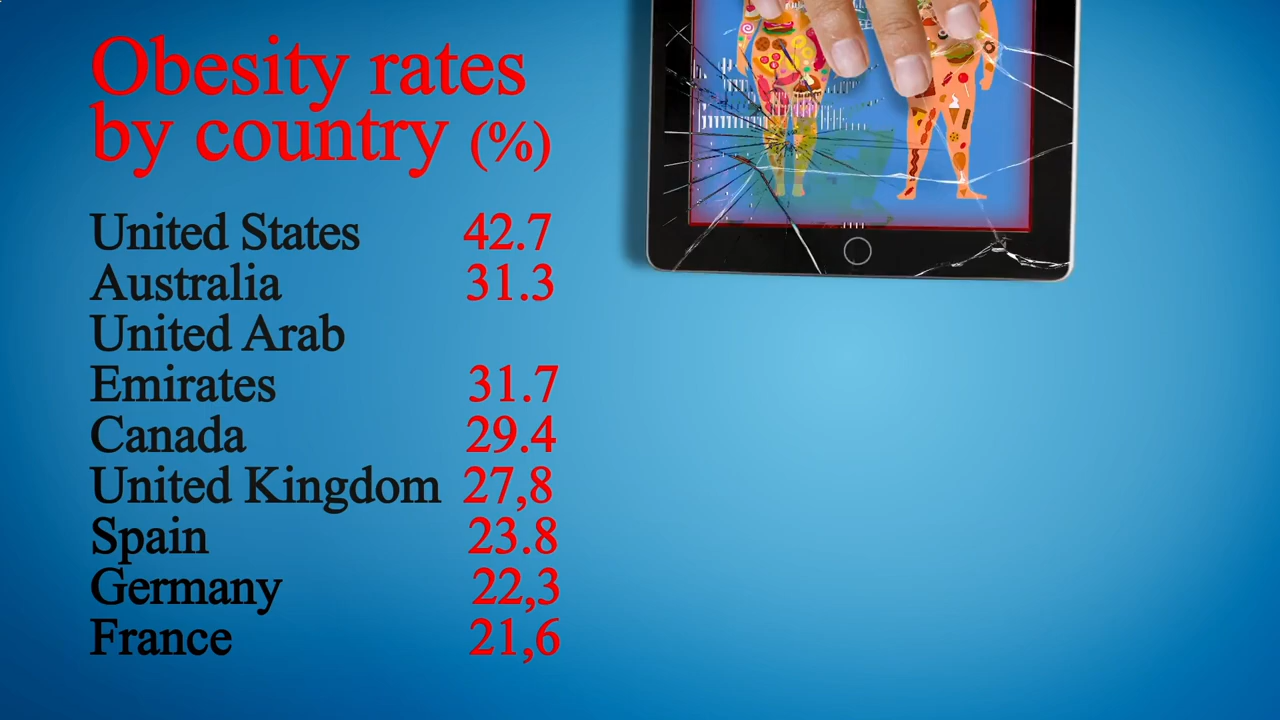 Obesity rates
by country (%)
United States 42.7
Australia 31.3
United Arab
Emirates 31.7
Canada 29.4
United Kingdom 27,8
Spain 23.8
Germany 22,3
France 21,6